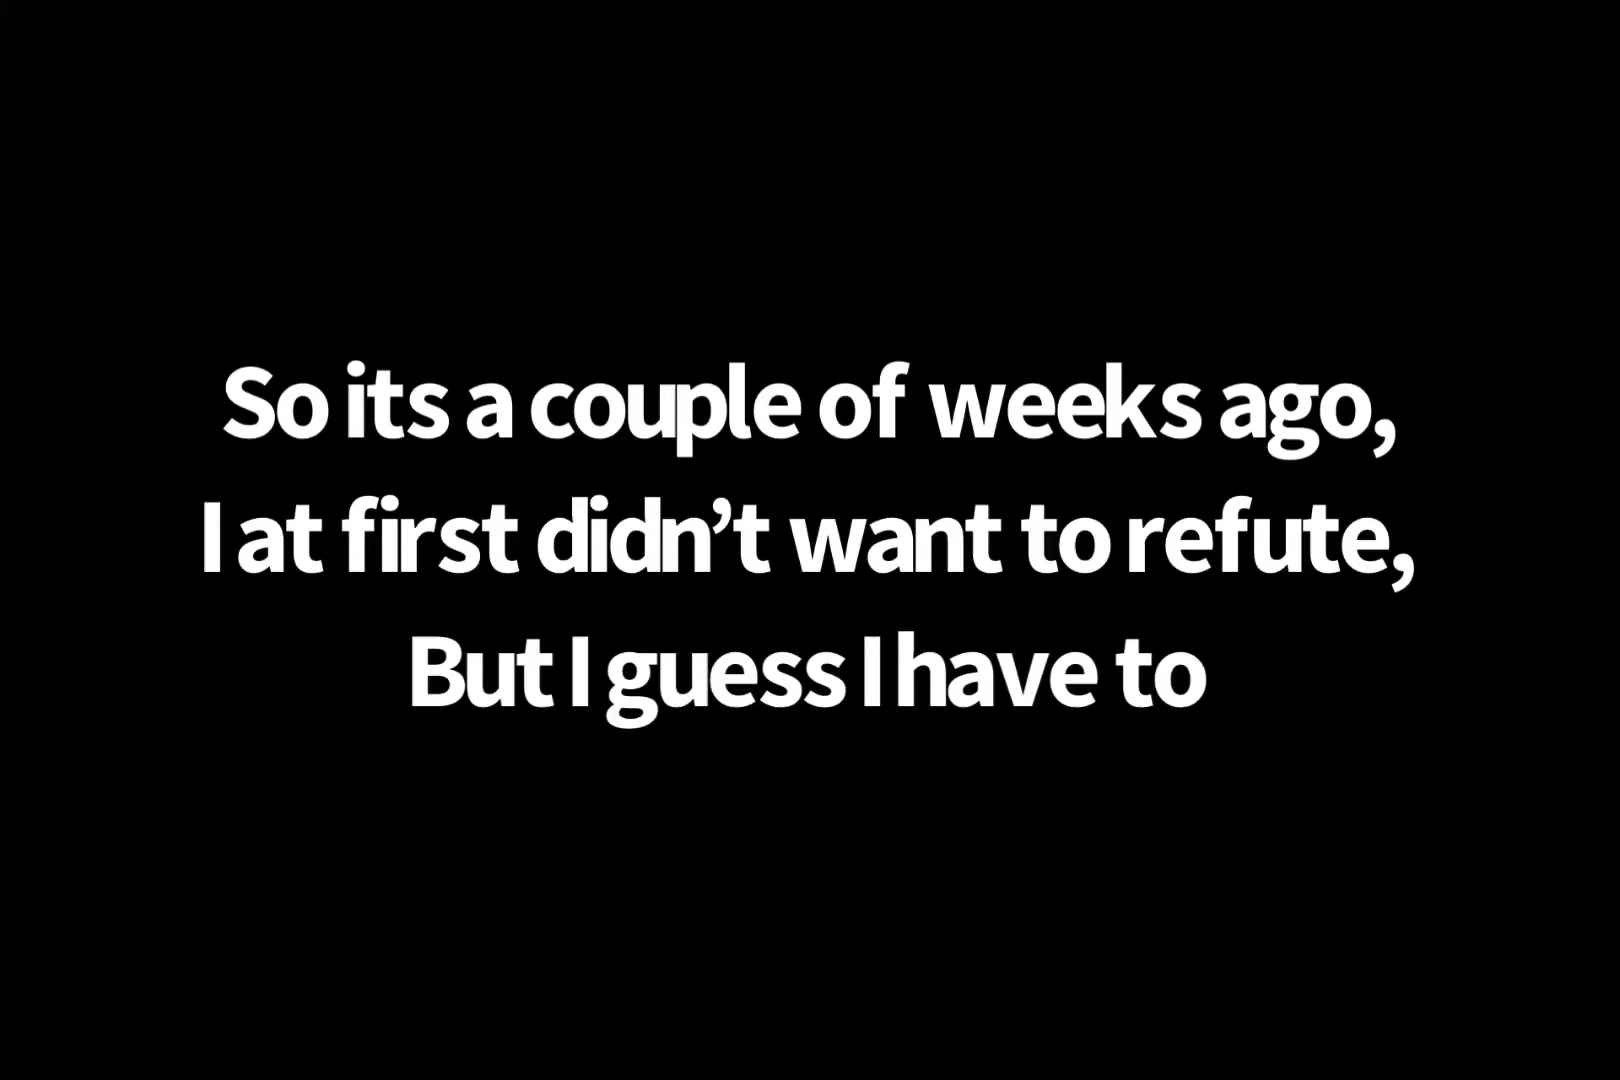 So its a couple of weeks ago,
I at first didn’t want to refute,
But I guess I have to